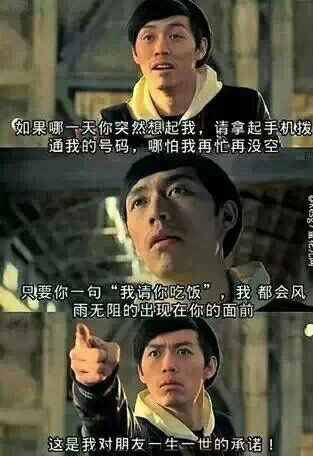 如果哪一天你突然想起我，请拿起手机拨
通我的号码，哪怕我再忙再没空
只要你一句“我请你吃饭”，我都会风
雨无阻的出现在你的面前
这是我对朋友一生一世的承诺！